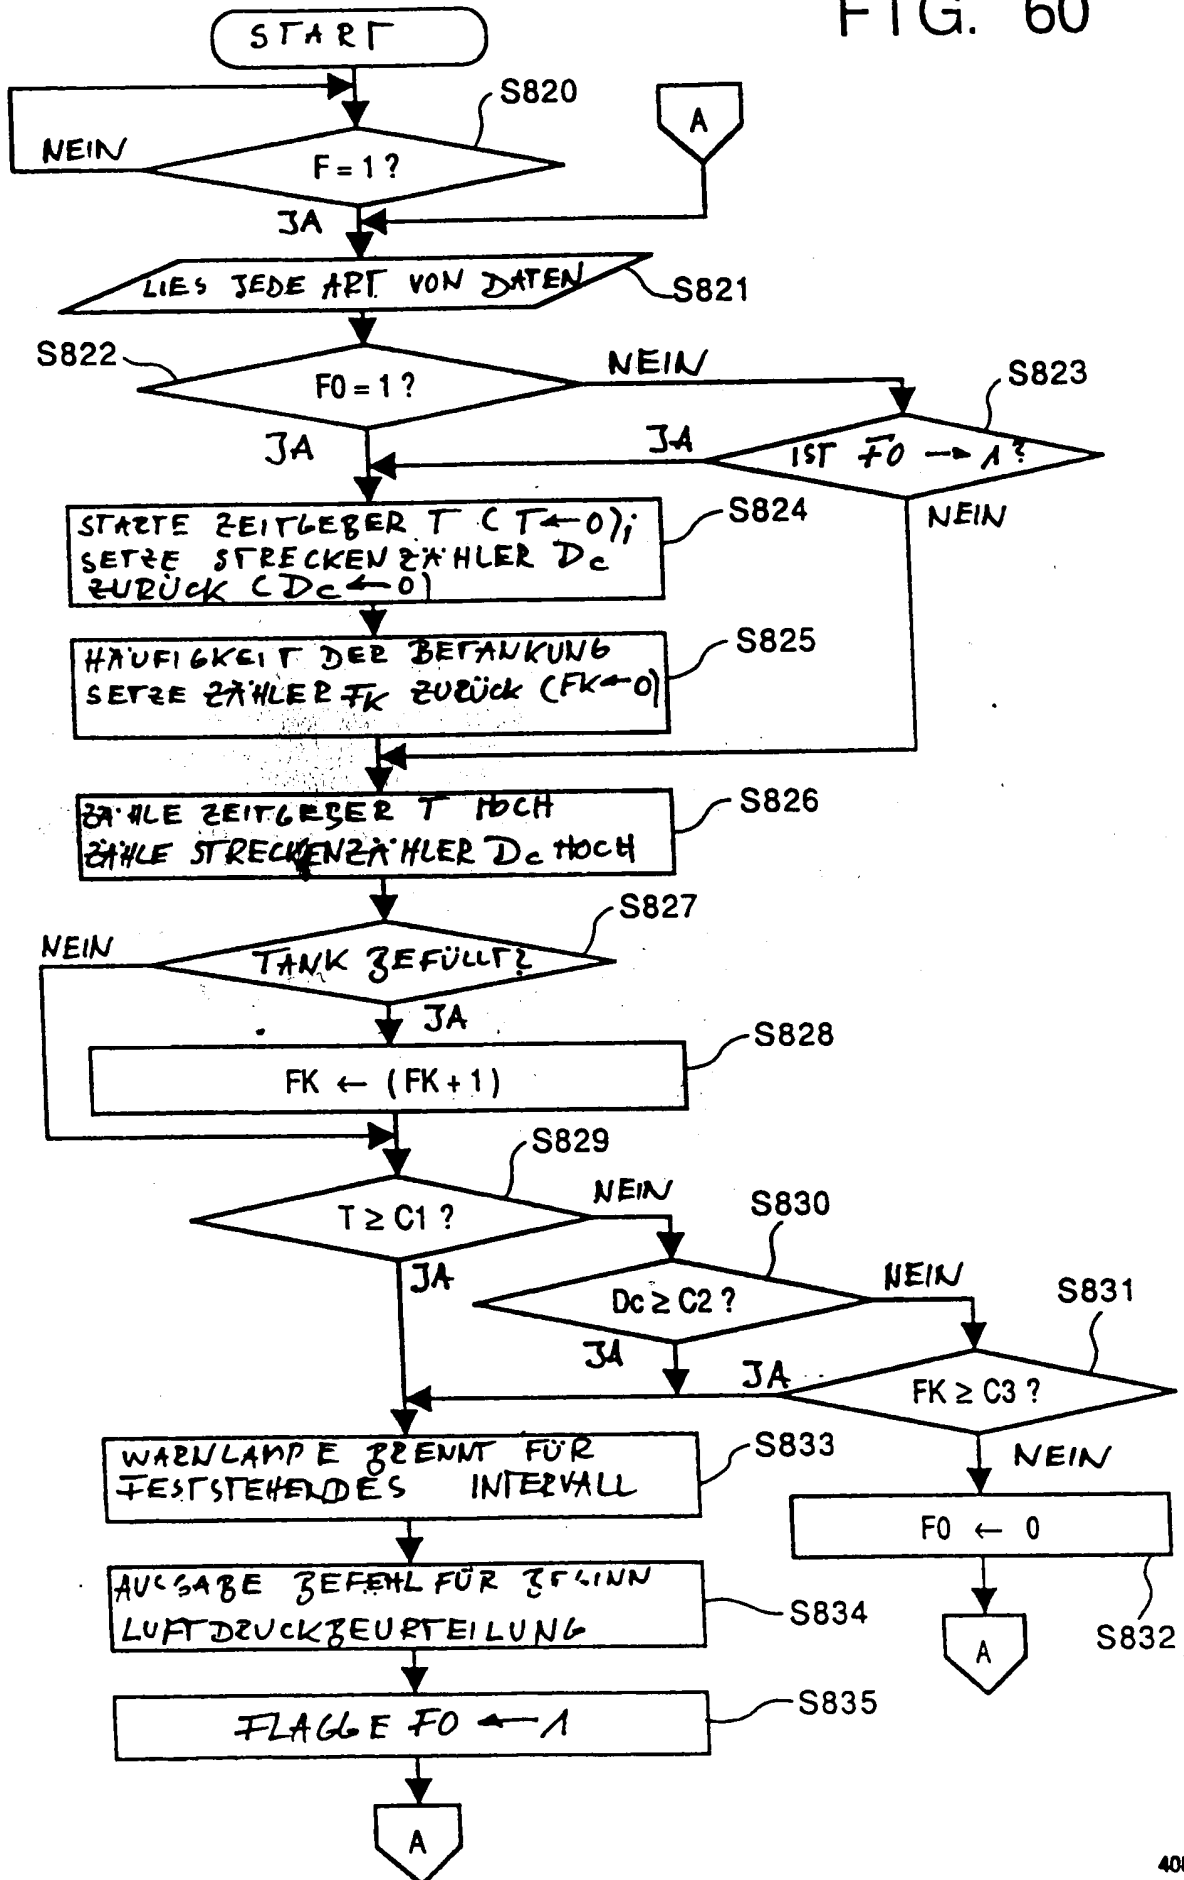 FIG. 60
START
S820
A
NEIN
F = 1 ?
JA
LIES JEDE ART VON DATEN
S821
S822
NEIN
S823
F0 = 1 ?
JA
JA
IST F0 → 1 ?
NEIN
STARTE ZEITGEBER T (T ← 0);
SETZE STRECKENZÄHLER Dc
ZURÜCK (Dc ← 0)
S824
HÄUFIGKEIT DER BETANKUNG
SETZE ZÄHLER FK ZURÜCK (FK ← 0)
S825
ZÄHLE ZEITGEBER T HOCH
ZÄHLE STRECKENZÄHLER Dc HOCH
S826
S827
NEIN
TANK BEFÜLLT?
JA
S828
FK ← (FK + 1)
S829
NEIN
S830
T ≥ C1 ?
JA
NEIN
S831
Dc ≥ C2 ?
JA
JA
FK ≥ C3 ?
NEIN
WARNLAMPE BRENNT FÜR
FESTSTEHENDES INTERVALL
S833
F0 ← 0
AUSGABE BEFEHL FÜR BEGINN
LUFTDRUCKBEURTEILUNG
S834
S832
A
FLAGGE F0 ← 1
S835
A
408